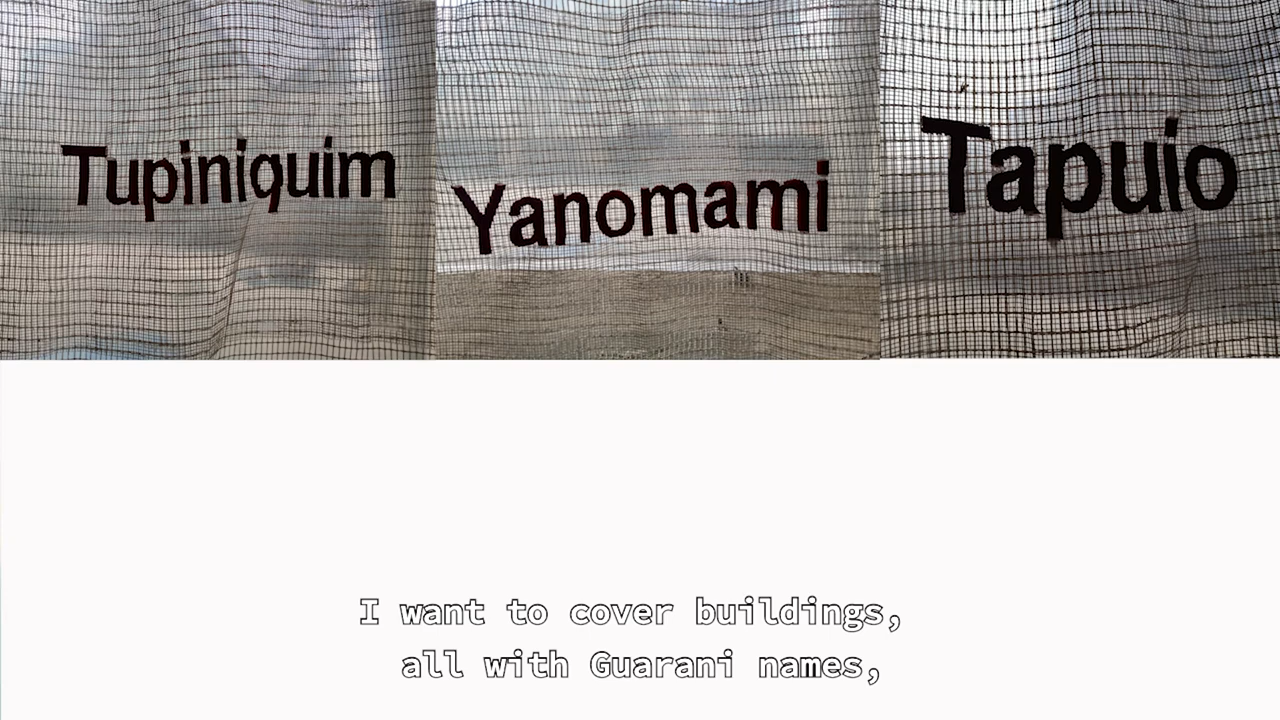 Tupiniquim
Yanomami
Tapuio
I want to cover buildings,
all with Guarani names,